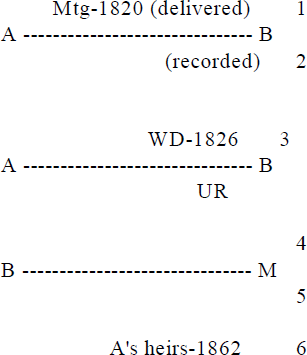 Mtg-1820 (delivered) 1
A ------------------------------ B
(recorded) 2
WD-1826 3
A ------------------------------ B
UR
4
B ------------------------------ M
5
A's heirs-1862 6